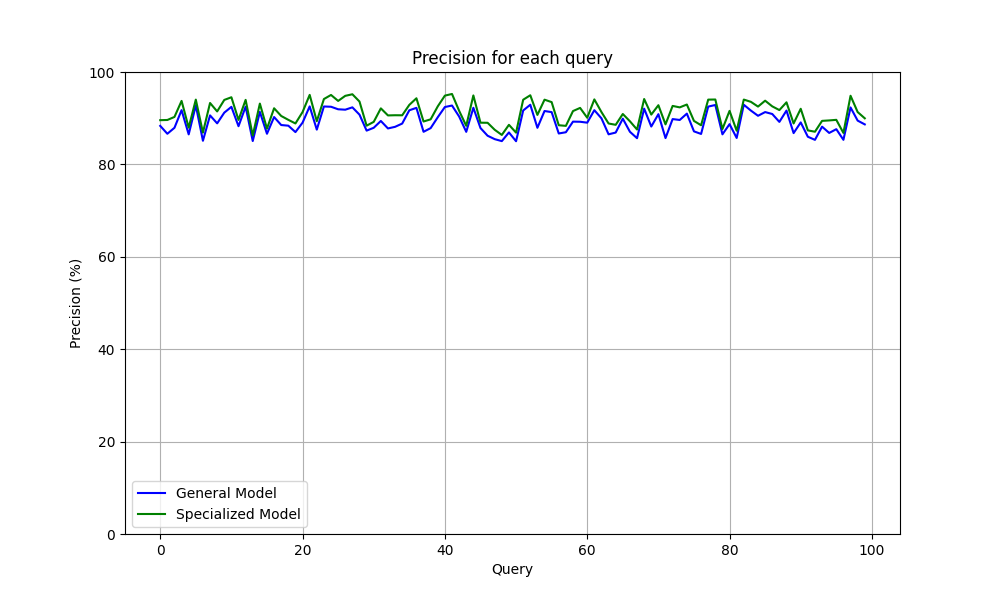 Precision for each query
Precision (%)
100
80
60
40
20
0
General Model
Specialized Model
0 20 40 60 80 100
Query